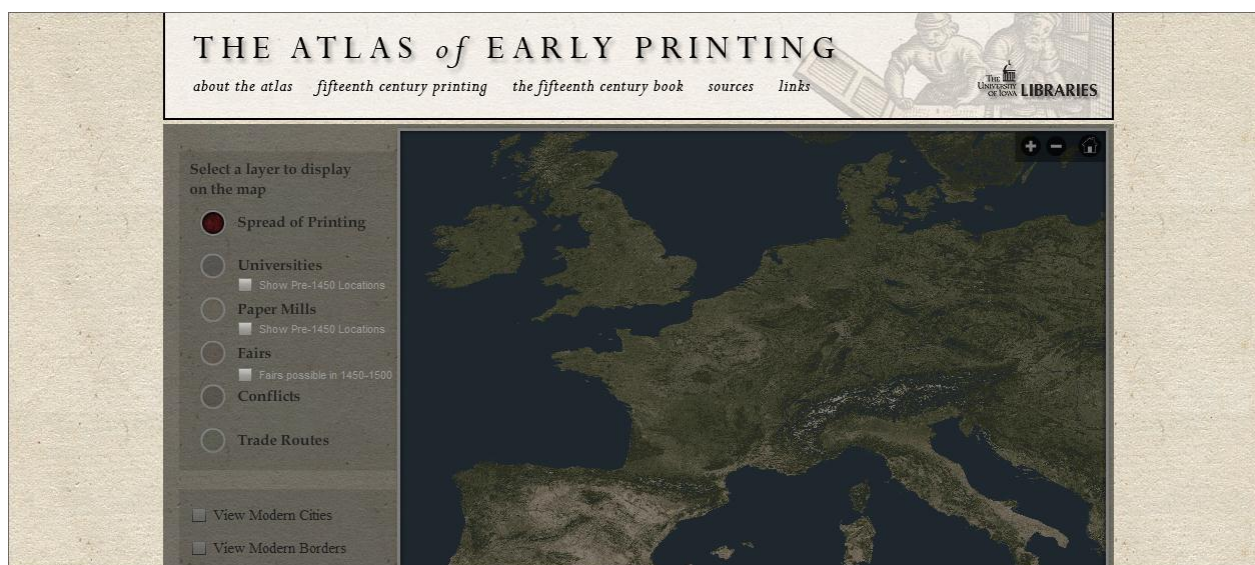 THE ATLAS of EARLY PRINTING
about the atlas fifteenth century printing the fifteenth century book sources links
THE UNIVERSITY OF IOWA LIBRARIES
Select a layer to display
on the map
Spread of Printing
Universities
Show Pre-1450 Locations
Paper Mills
Show Pre-1450 Locations
Fairs
Fairs possible in 1450-1500
Conflicts
Trade Routes
View Modern Cities
View Modern Borders